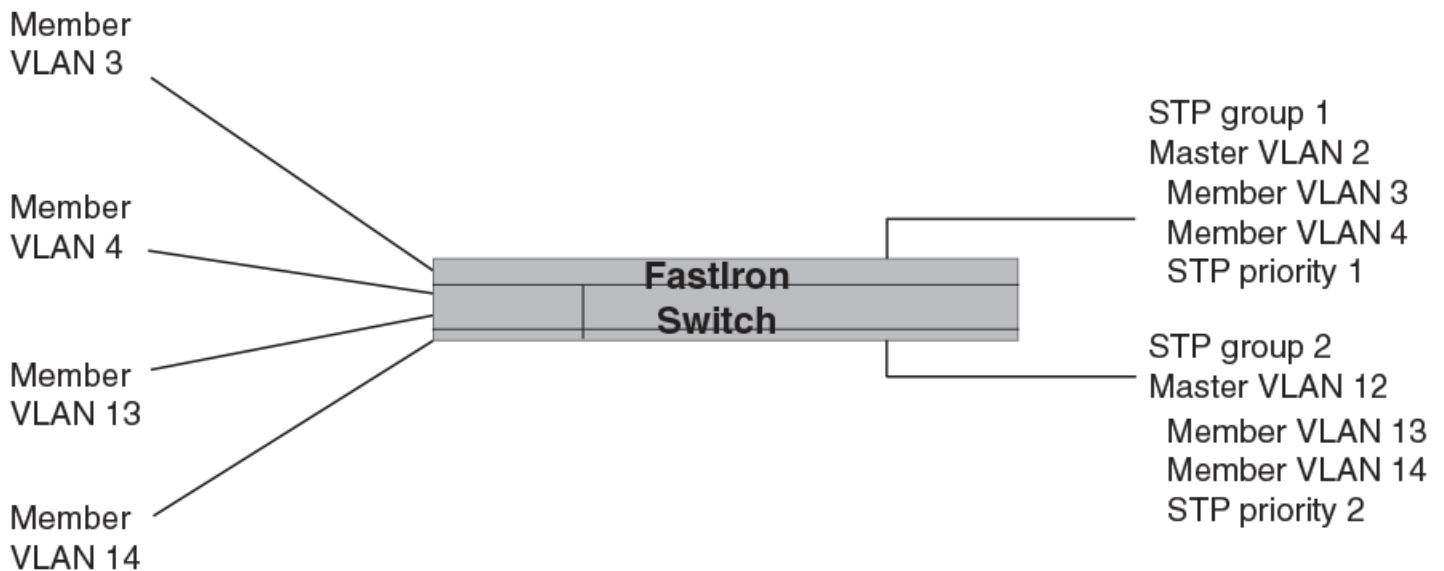 Member
VLAN 3
Member
VLAN 4
Member
VLAN 13
Member
VLAN 14
FastIron
Switch
STP group 1
Master VLAN 2
Member VLAN 3
Member VLAN 4
STP priority 1
STP group 2
Master VLAN 12
Member VLAN 13
Member VLAN 14
STP priority 2